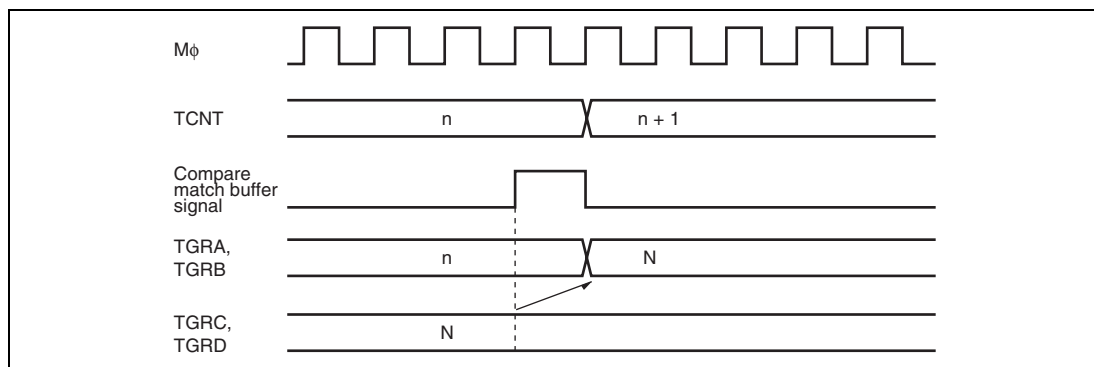 Mφ
TCNT
n
n + 1
Compare
match buffer
signal
TGRA,
TGRB
n
N
TGRC,
TGRD
N